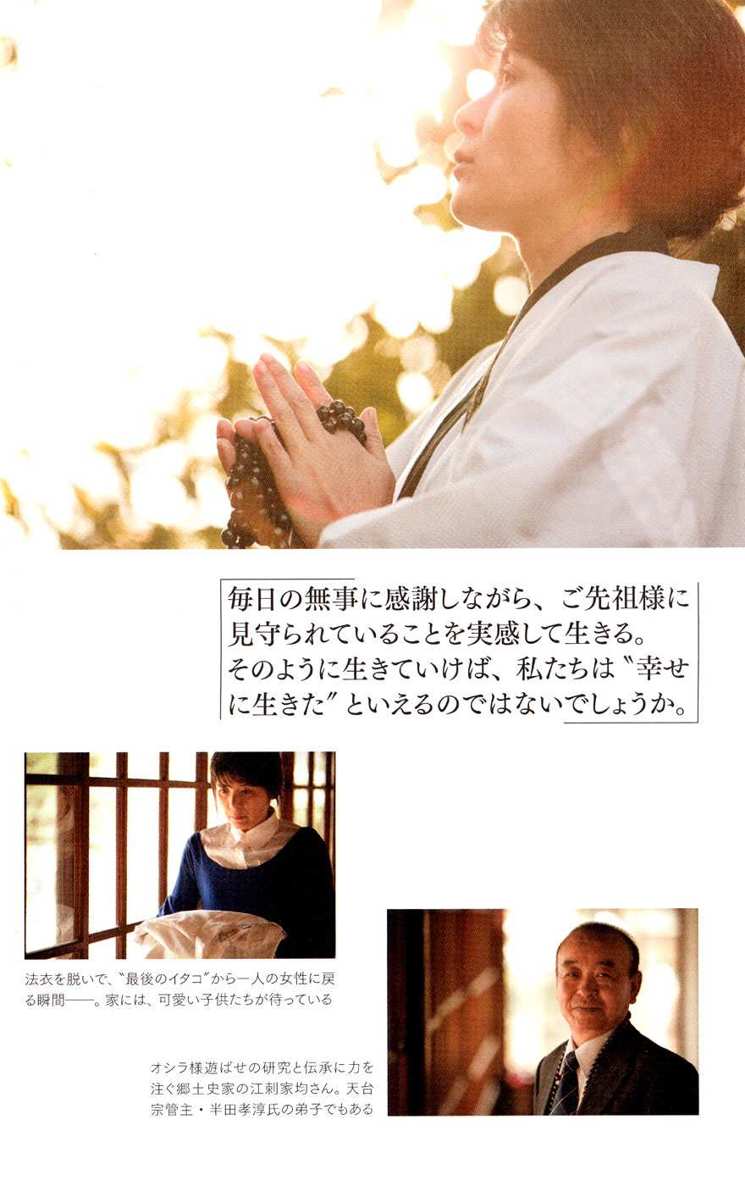 毎日の無事に感謝しながら、ご先祖様に
見守られていることを実感して生きる。
そのように生きていけば、私たちは〝幸せ
に生きた〟といえるのではないでしょうか。
法衣を脱いで、〝最後のイタコ〟から一人の女性に戻
る瞬間——。家には、可愛い子供たちが待っている
オシラ様遊ばせの研究と伝承に力を
注ぐ郷土史家の江刺家均さん。天台
宗管主・半田孝淳氏の弟子でもある